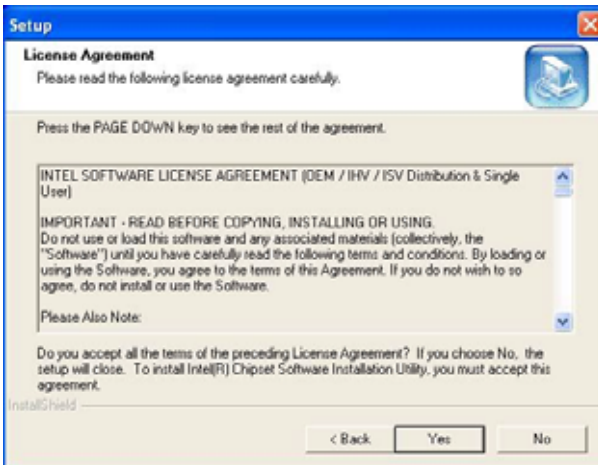 Setup
License Agreement
Please read the following license agreement carefully.
Press the PAGE DOWN key to see the rest of the agreement.
INTEL SOFTWARE LICENSE AGREEMENT (OEM / IHV / ISV Distribution & Single
User)
IMPORTANT - READ BEFORE COPYING, INSTALLING OR USING.
Do not use or load this software and any associated materials (collectively, the
"Software") until you have carefully read the following terms and conditions. By loading or
using the Software, you agree to the terms of this Agreement. If you do not wish to so
agree, do not install or use the Software.
Please Also Note:
Do you accept all the terms of the preceding License Agreement? If you choose No, the
setup will close. To install Intel(R) Chipset Software Installation Utility, you must accept this
agreement.
InstallShield
< Back
Yes
No